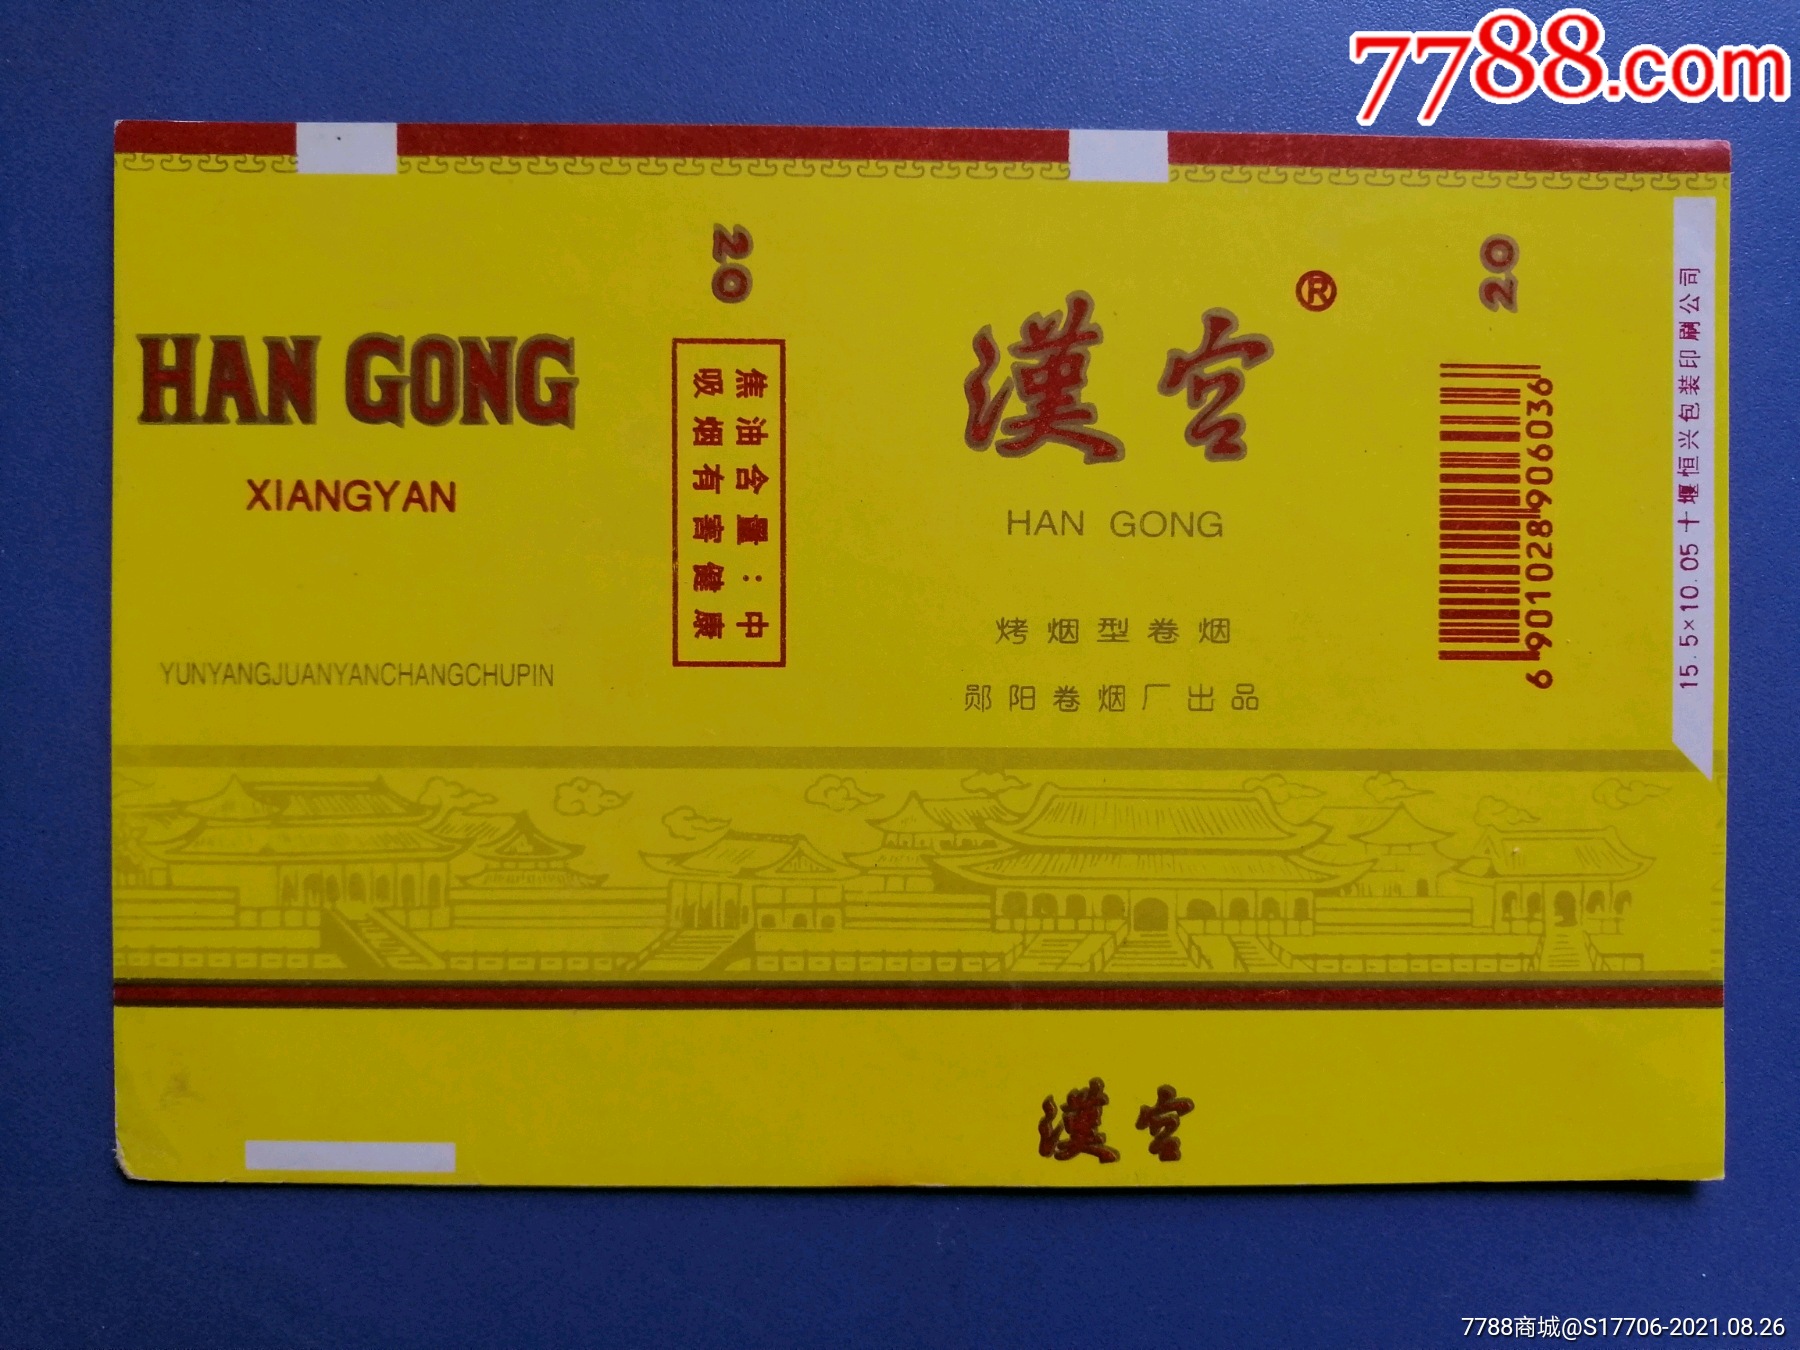 7788.com
HAN GONG
XIANGYAN
YUNYANGJUANYANCHANGCHUPIN
20
焦油含量：中
吸烟有害健康
漢宮
®
HAN GONG
烤烟型卷烟
郧阳卷烟厂出品
20
6901028906036
15.5×10.05 十堰恒兴包装印刷公司
漢宮
7788商城@S17706-2021.08.26